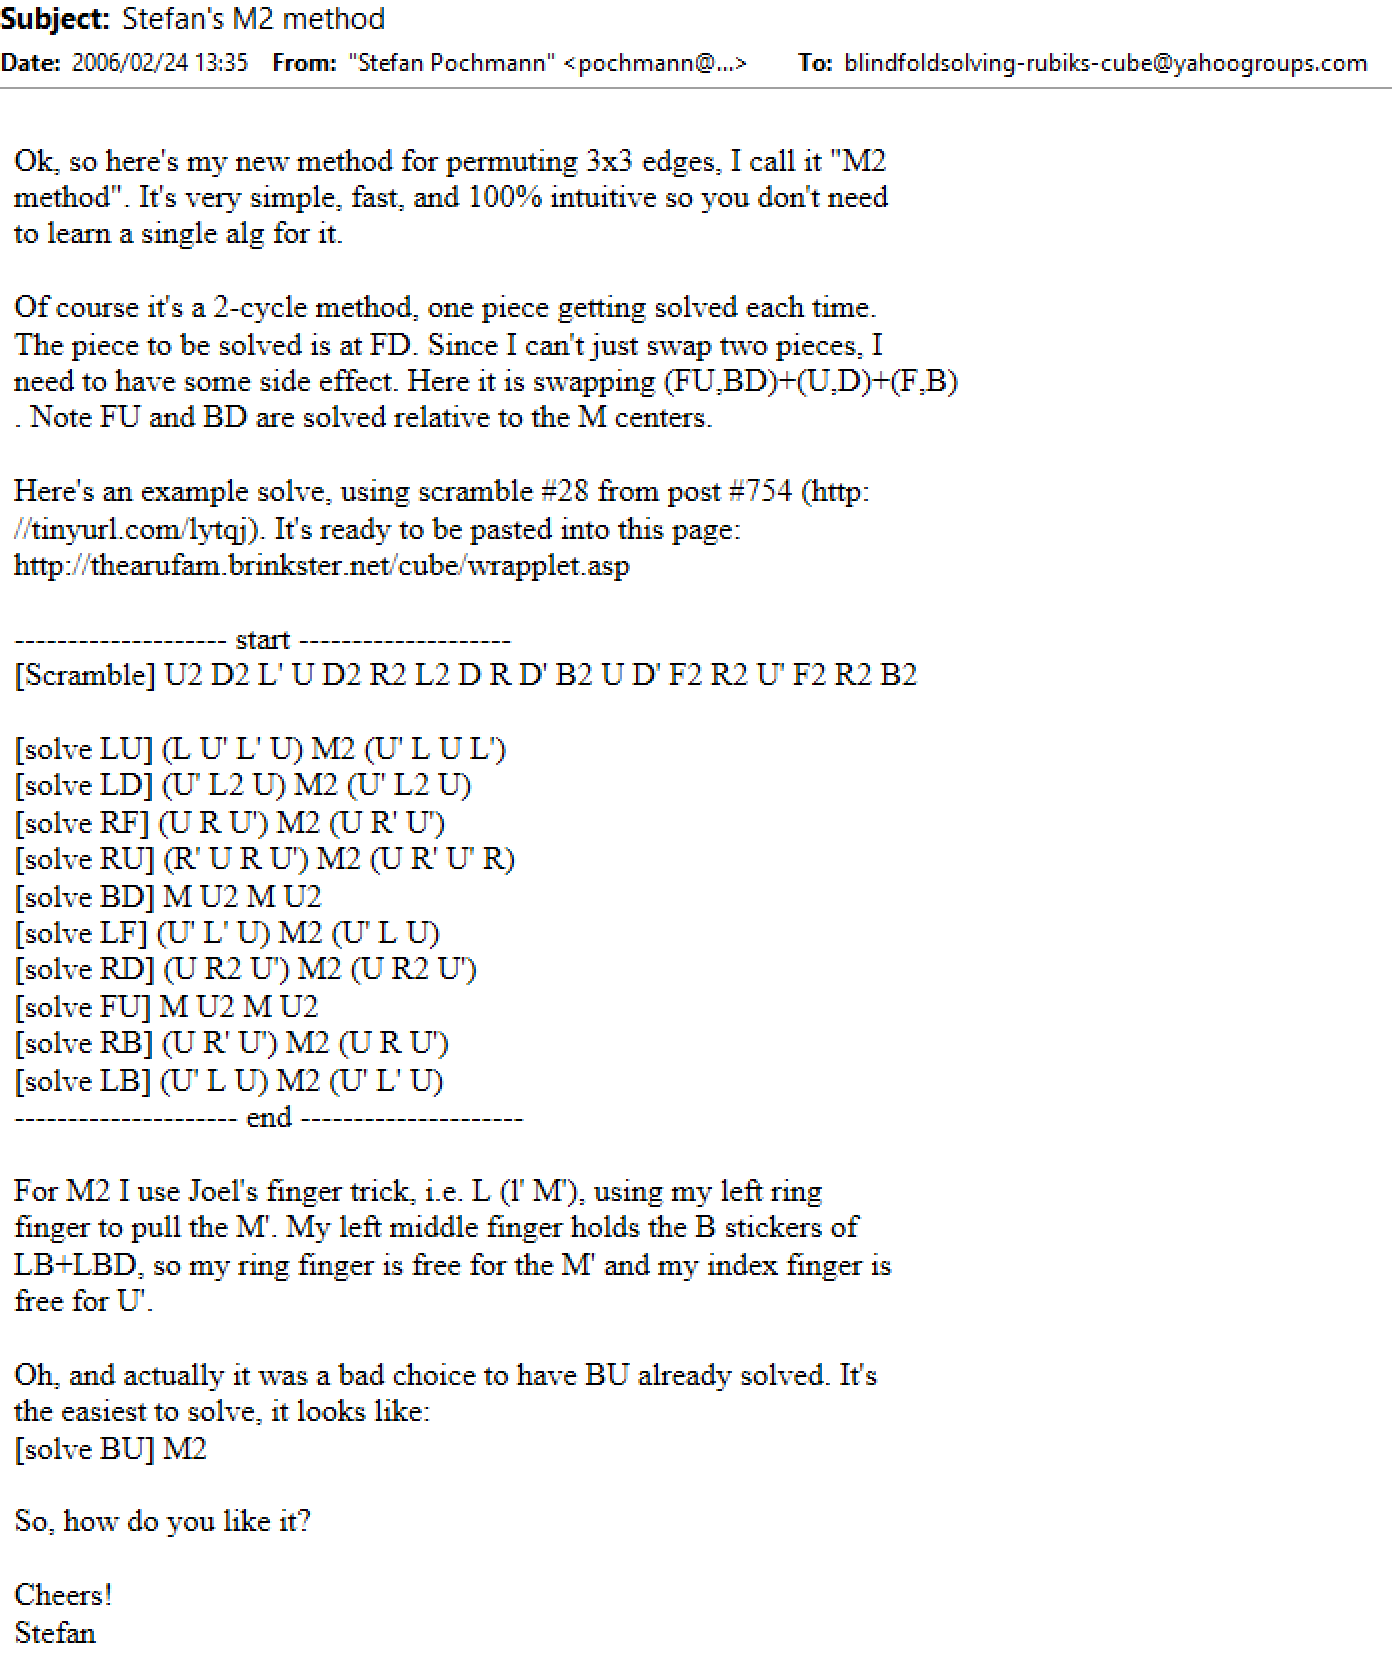 Subject: Stefan's M2 method
Date: 2006/02/24 13:35 From: "Stefan Pochmann" <pochmann@...> To: blindfoldsolving-rubiks-cube@yahoogroups.com
Ok, so here's my new method for permuting 3x3 edges, I call it "M2
method". It's very simple, fast, and 100% intuitive so you don't need
to learn a single alg for it.
Of course it's a 2-cycle method, one piece getting solved each time.
The piece to be solved is at FD. Since I can't just swap two pieces, I
need to have some side effect. Here it is swapping (FU,BD)+(U,D)+(F,B)
. Note FU and BD are solved relative to the M centers.
Here's an example solve, using scramble #28 from post #754 (http:
//tinyurl.com/lytqj). It's ready to be pasted into this page:
http://thearufam.brinkster.net/cube/wrapplet.asp
-------------------- start --------------------
[Scramble] U2 D2 L' U D2 R2 L2 D R D' B2 U D' F2 R2 U' F2 R2 B2
[solve LU] (L U' L' U) M2 (U' L U L')
[solve LD] (U' L2 U) M2 (U' L2 U)
[solve RF] (U R U') M2 (U R' U')
[solve RU] (R' U R U') M2 (U R' U' R)
[solve BD] M U2 M U2
[solve LF] (U' L' U) M2 (U' L U)
[solve RD] (U R2 U') M2 (U R2 U')
[solve FU] M U2 M U2
[solve RB] (U R' U') M2 (U R U')
[solve LB] (U' L U) M2 (U' L' U)
--------------------- end ---------------------
For M2 I use Joel's finger trick, i.e. L (l' M'), using my left ring
finger to pull the M'. My left middle finger holds the B stickers of
LB+LBD, so my ring finger is free for the M' and my index finger is
free for U'.
Oh, and actually it was a bad choice to have BU already solved. It's
the easiest to solve, it looks like:
[solve BU] M2
So, how do you like it?
Cheers!
Stefan